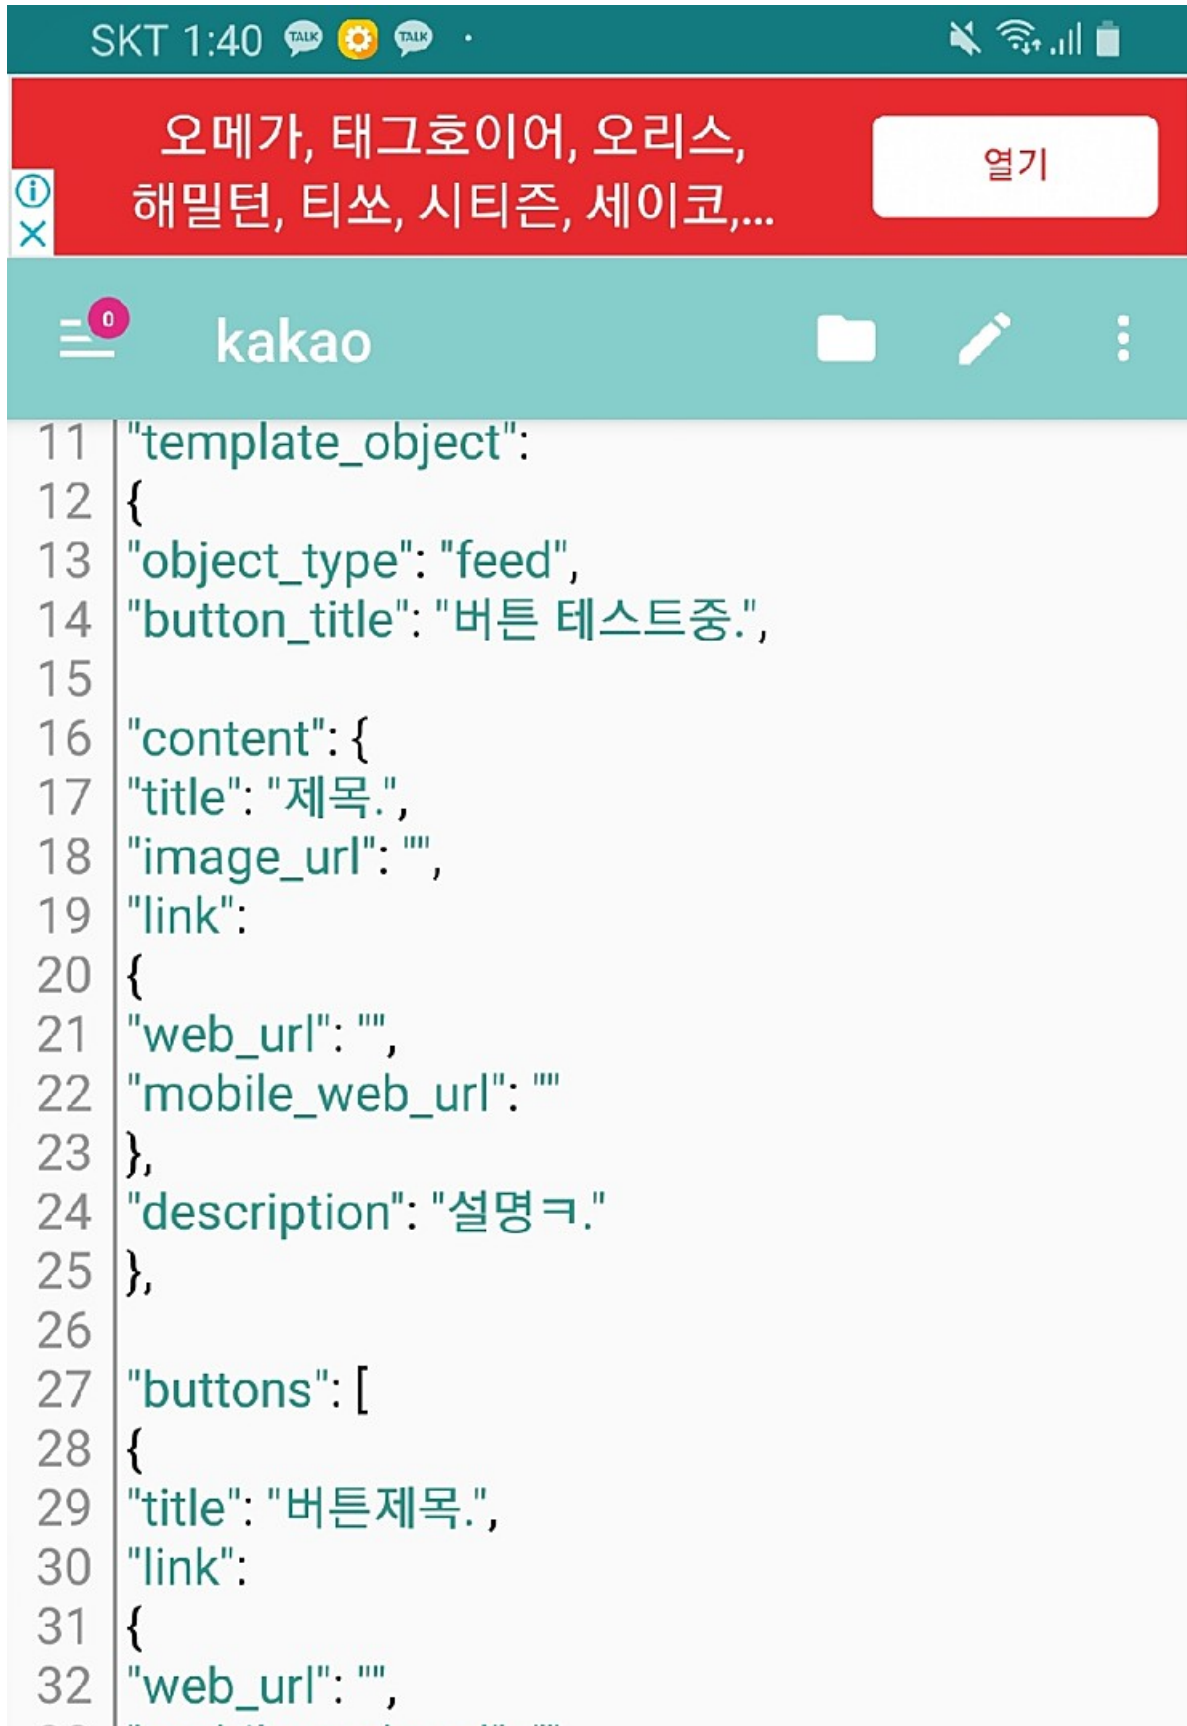 SKT 1:40 TALK TALK
오메가, 태그호이어, 오리스,
해밀턴, 티쏘, 시티즌, 세이코,...
열기
0
kakao
11 "template_object":
12 {
13 "object_type": "feed",
14 "button_title": "버튼 테스트중.",
15
16 "content": {
17 "title": "제목.",
18 "image_url": "",
19 "link":
20 {
21 "web_url": "",
22 "mobile_web_url": ""
23 },
24 "description": "설명ㅋ."
25 },
26
27 "buttons": [
28 {
29 "title": "버튼제목.",
30 "link":
31 {
32 "web_url": "",